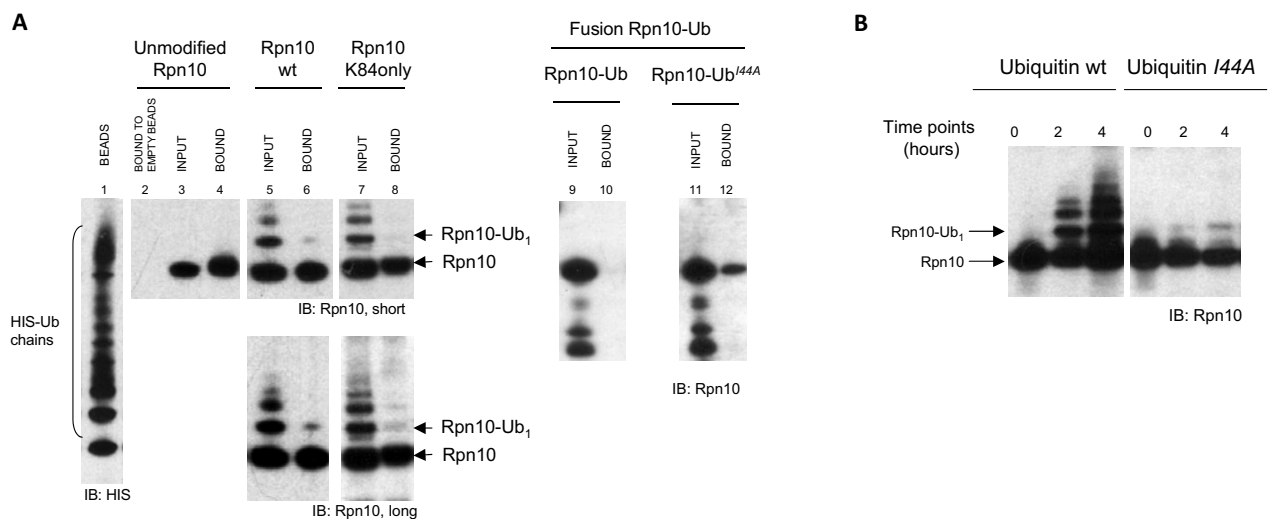 A
Unmodified
Rpn10
Rpn10
wt
Rpn10
K84only
BEADS
BOUND TO
EMPTY BEADS
INPUT
BOUND
INPUT
BOUND
INPUT
BOUND
1 2 3 4 5 6 7 8
HIS-Ub
chains
Rpn10-Ub1
Rpn10
IB: Rpn10, short
Rpn10-Ub1
Rpn10
IB: HIS
IB: Rpn10, long
Fusion Rpn10-Ub
Rpn10-Ub Rpn10-UbI44A
INPUT
BOUND
INPUT
BOUND
9 10 11 12
IB: Rpn10
B
Ubiquitin wt Ubiquitin I44A
Time points
(hours)
0 2 4 0 2 4
Rpn10-Ub1
Rpn10
IB: Rpn10